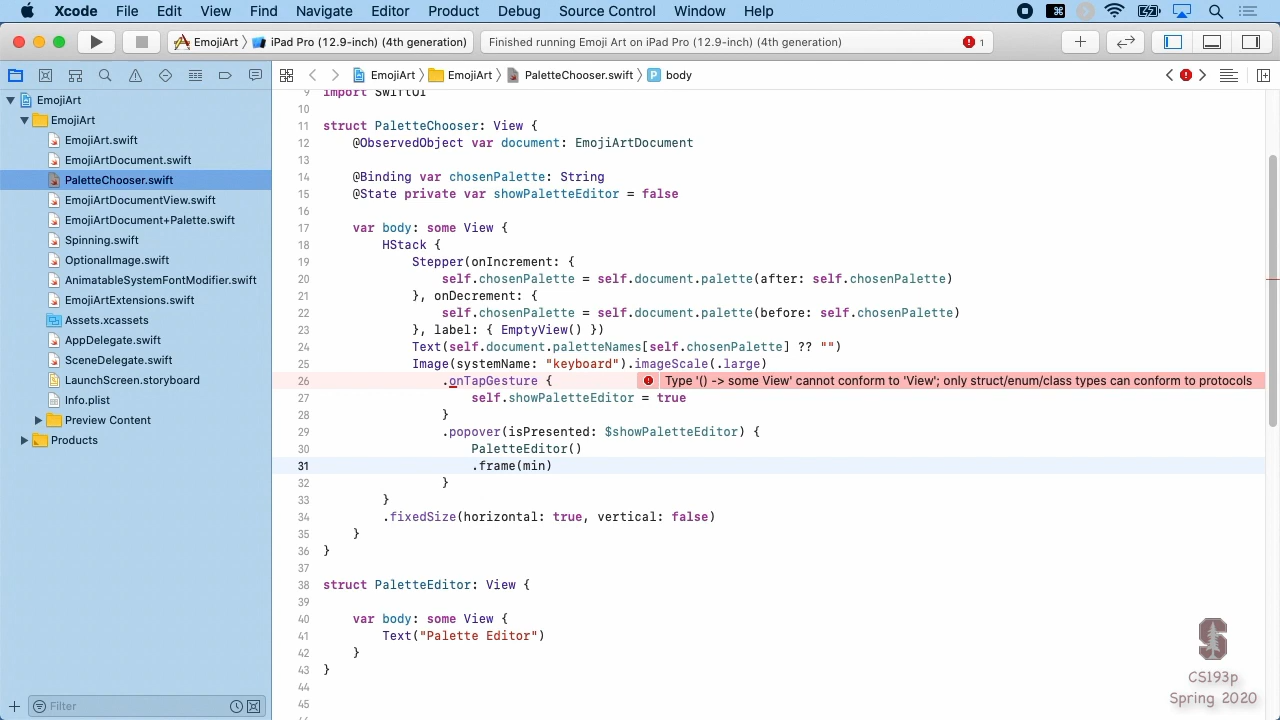 Xcode File Edit View Find Navigate Editor Product Debug Source Control Window Help
EmojiArt iPad Pro (12.9-inch) (4th generation) Finished running Emoji Art on iPad Pro (12.9-inch) (4th generation) 1
EmojiArt EmojiArt PaletteChooser.swift P body
EmojiArt
EmojiArt
EmojiArt.swift
EmojiArtDocument.swift
PaletteChooser.swift
EmojiArtDocumentView.swift
EmojiArtDocument+Palette.swift
Spinning.swift
OptionalImage.swift
AnimatableSystemFontModifier.swift
EmojiArtExtensions.swift
Assets.xcassets
AppDelegate.swift
SceneDelegate.swift
LaunchScreen.storyboard
Info.plist
Preview Content
Products
Filter
9 import SwiftUI
10
11 struct PaletteChooser: View {
12 @ObservedObject var document: EmojiArtDocument
13
14 @Binding var chosenPalette: String
15 @State private var showPaletteEditor = false
16
17 var body: some View {
18 HStack {
19 Stepper(onIncrement: {
20 self.chosenPalette = self.document.palette(after: self.chosenPalette)
21 }, onDecrement: {
22 self.chosenPalette = self.document.palette(before: self.chosenPalette)
23 }, label: { EmptyView() })
24 Text(self.document.paletteNames[self.chosenPalette] ?? "")
25 Image(systemName: "keyboard").imageScale(.large)
26 .onTapGesture { Type '() -> some View' cannot conform to 'View'; only struct/enum/class types can conform to protocols
27 self.showPaletteEditor = true
28 }
29 .popover(isPresented: $showPaletteEditor) {
30 PaletteEditor()
31 .frame(min)
32 }
33 }
34 .fixedSize(horizontal: true, vertical: false)
35 }
36 }
37
38 struct PaletteEditor: View {
39
40 var body: some View {
41 Text("Palette Editor")
42 }
43 }
44
45
S
CS193p
Spring 2020